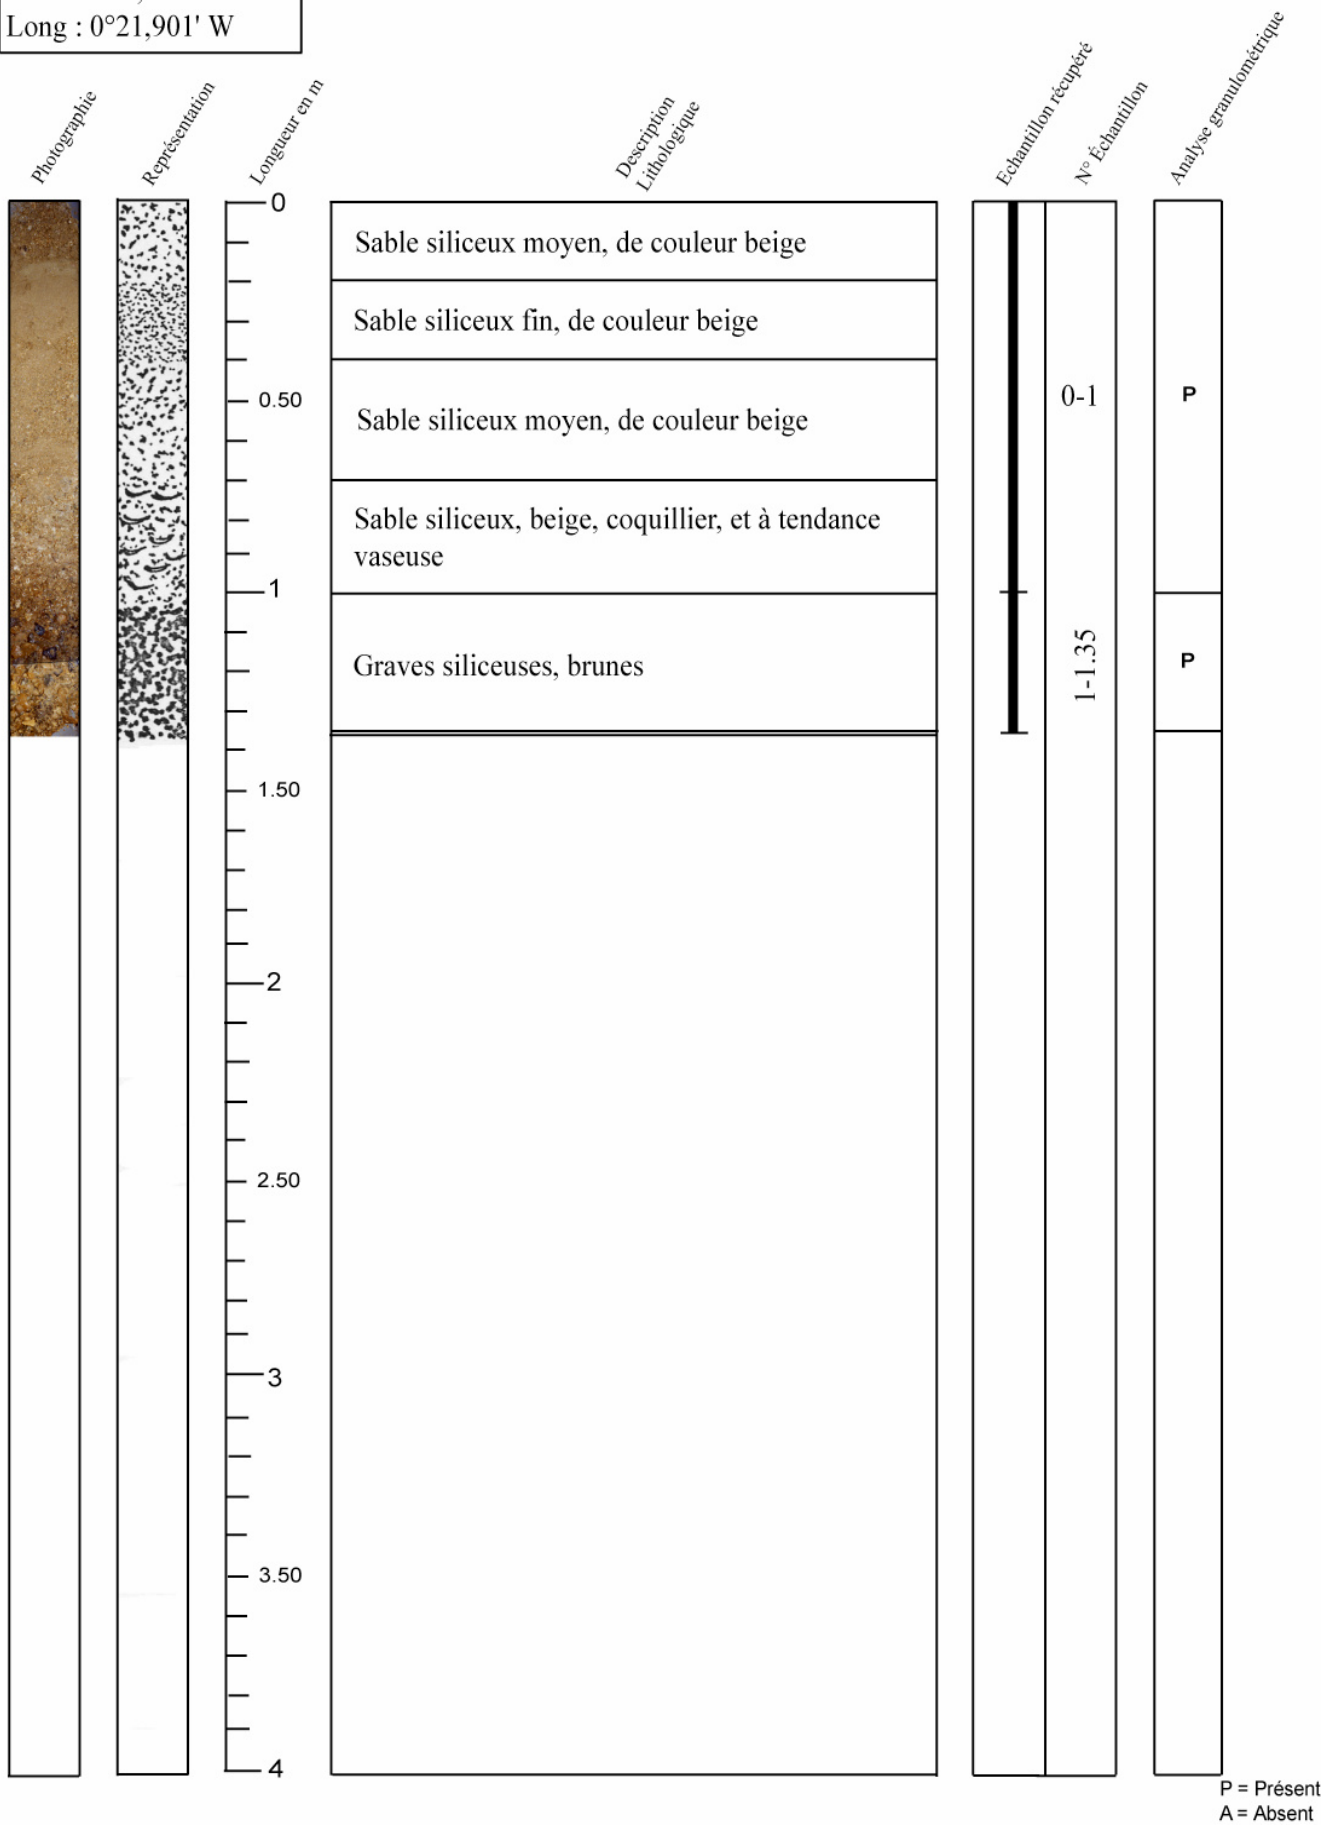 Long : 0°21,901' W
Photographie
Représentation
Longueur en m
Description
Lithologique
Echantillon récupéré
N° Échantillon
Analyse granulométrique
0
Sable siliceux moyen, de couleur beige
Sable siliceux fin, de couleur beige
0.50
Sable siliceux moyen, de couleur beige
0-1
P
Sable siliceux, beige, coquillier, et à tendance
vaseuse
1
Graves siliceuses, brunes
1-1.35
P
1.50
2
2.50
3
3.50
4
P = Présent
A = Absent